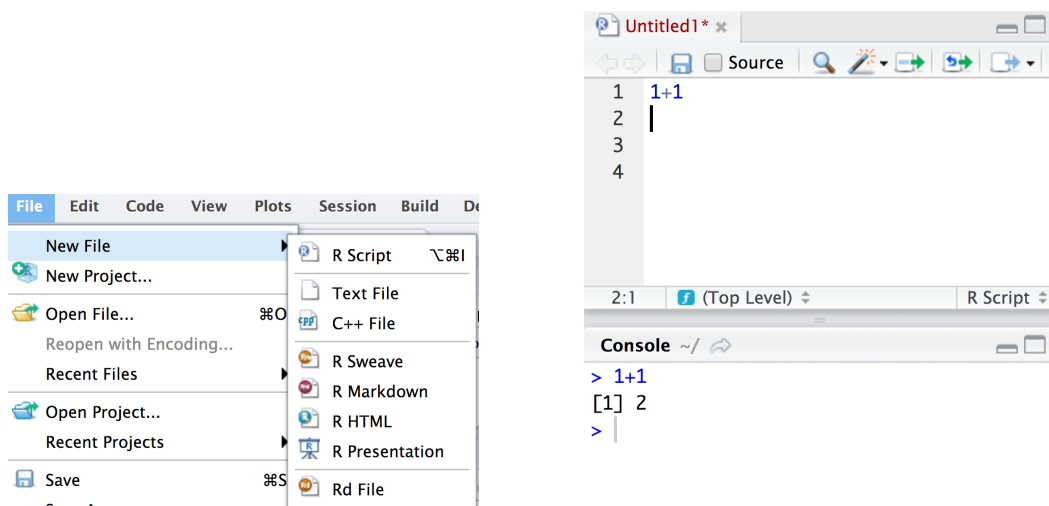 File Edit Code View Plots Session Build
New File
New Project...
Open File... ⌘O
Reopen with Encoding...
Recent Files
Open Project...
Recent Projects
Save ⌘S
R Script ⌥⌘I
Text File
C++ File
R Sweave
R Markdown
R HTML
R Presentation
Rd File
Untitled1*
Source
1 1+1
2
3
4
2:1 (Top Level) R Script
Console ~/
> 1+1
[1] 2
>